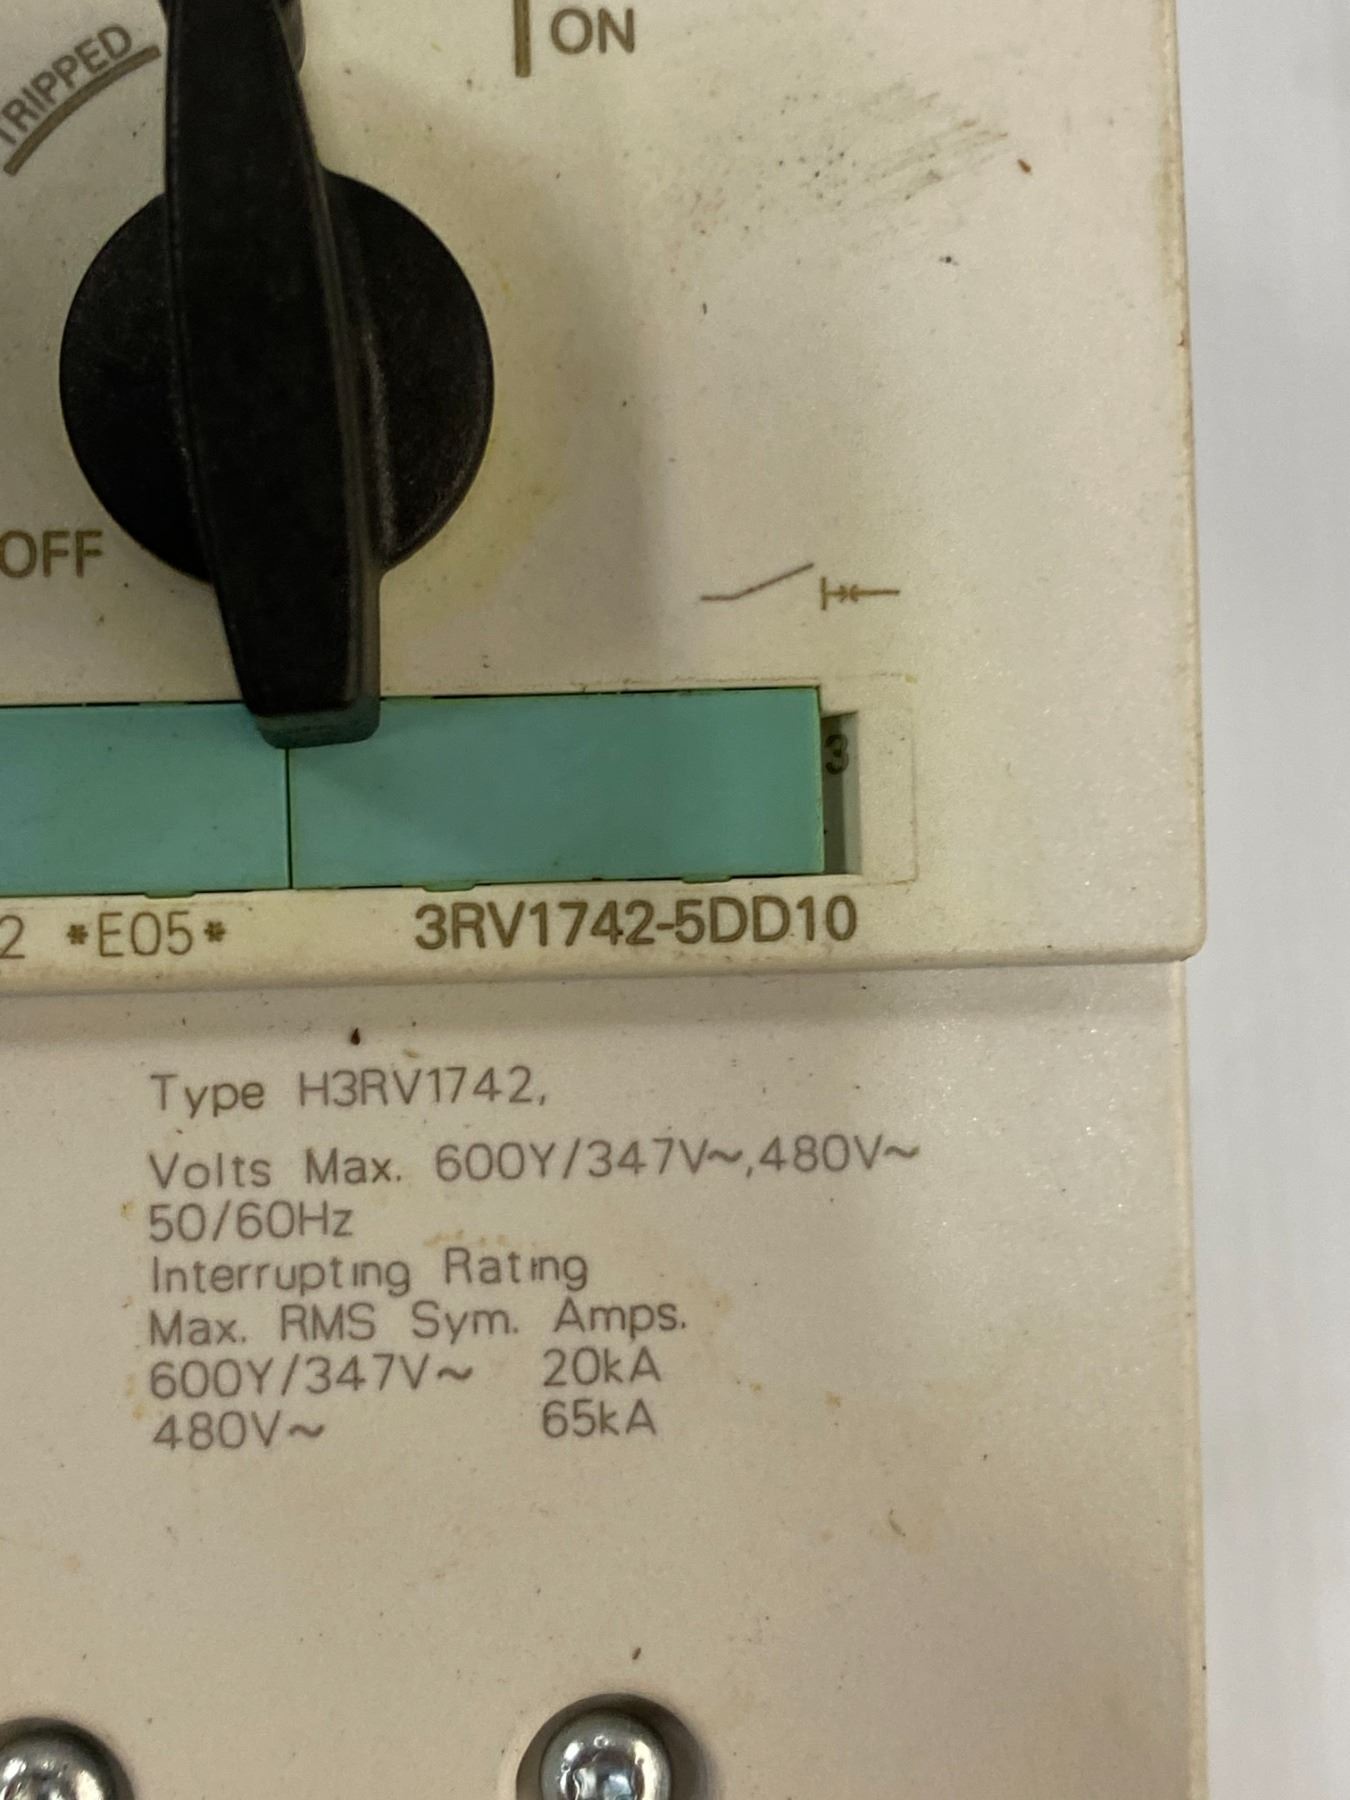 TRIPPED
ON
OFF
3
2 *E05* 3RV1742-5DD10
Type H3RV1742,
Volts Max. 600Y/347V~,480V~
50/60Hz
Interrupting Rating
Max. RMS Sym. Amps.
600Y/347V~ 20kA
480V~ 65kA